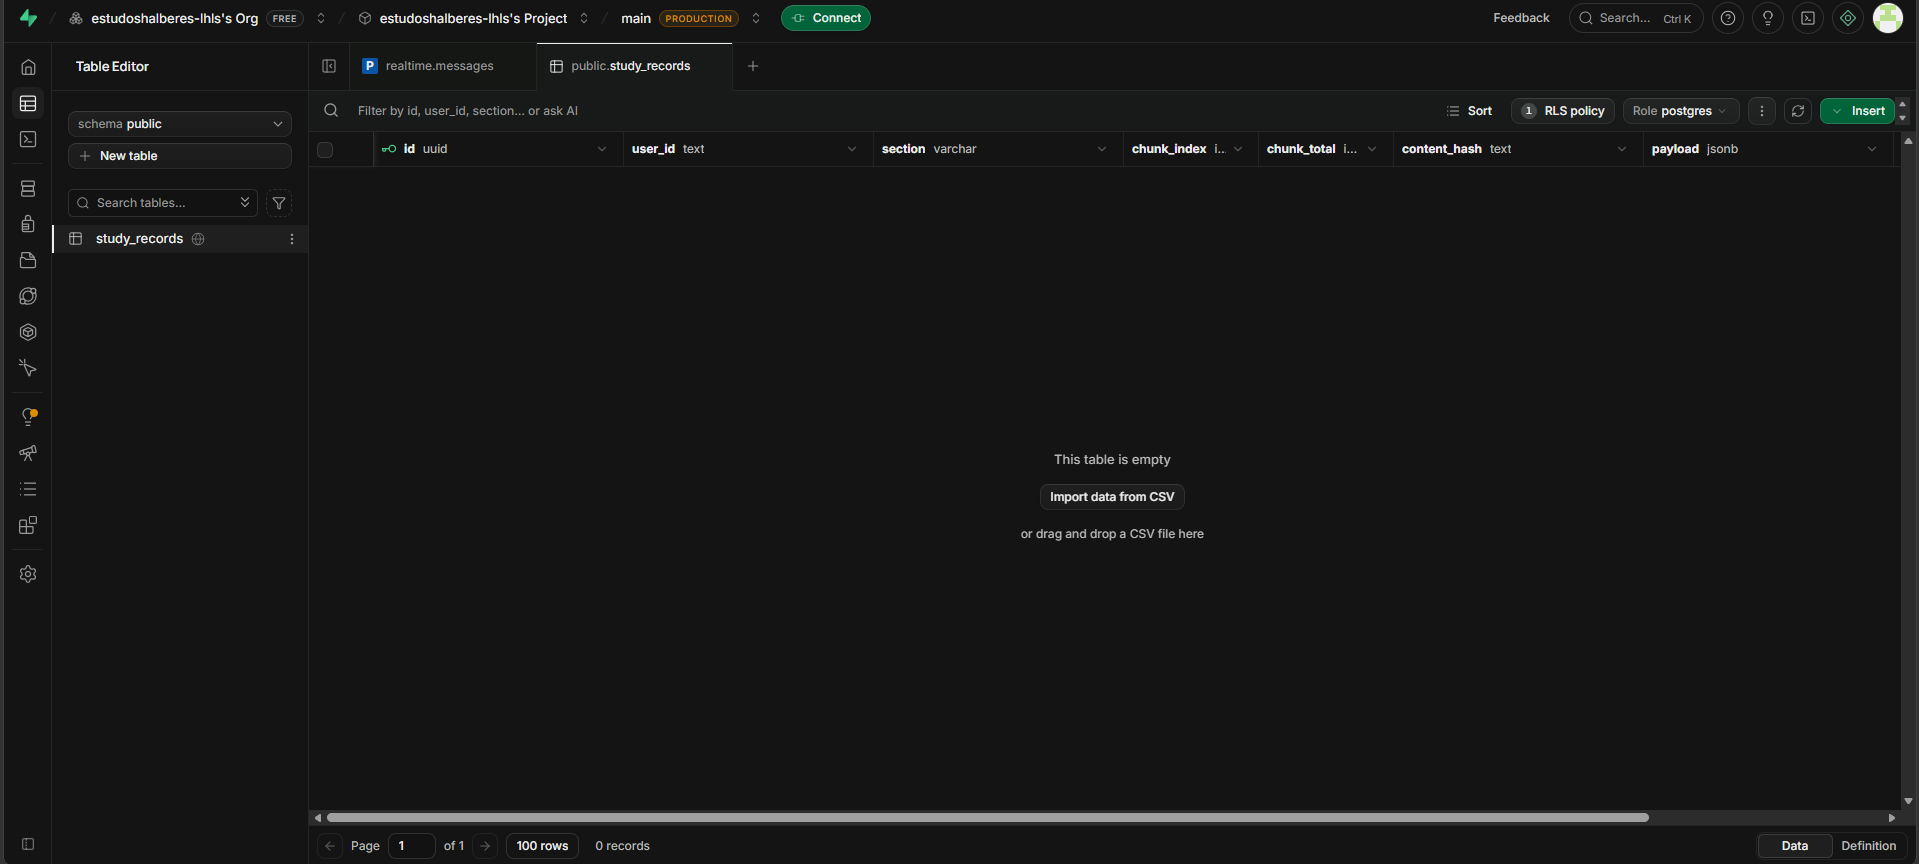 estudoshalberes-lhls's Org FREE estudoshalberes-lhls's Project main PRODUCTION Connect Feedback Search... Ctrl K
Table Editor
realtime.messages
public.study_records
schema public
New table
Search tables...
study_records
Filter by id, user_id, section... or ask AI
Sort
1 RLS policy
Role postgres
Insert
id uuid
user_id text
section varchar
chunk_index i...
chunk_total i...
content_hash text
payload jsonb
This table is empty
Import data from CSV
or drag and drop a CSV file here
Page 1 of 1 100 rows 0 records
Data Definition